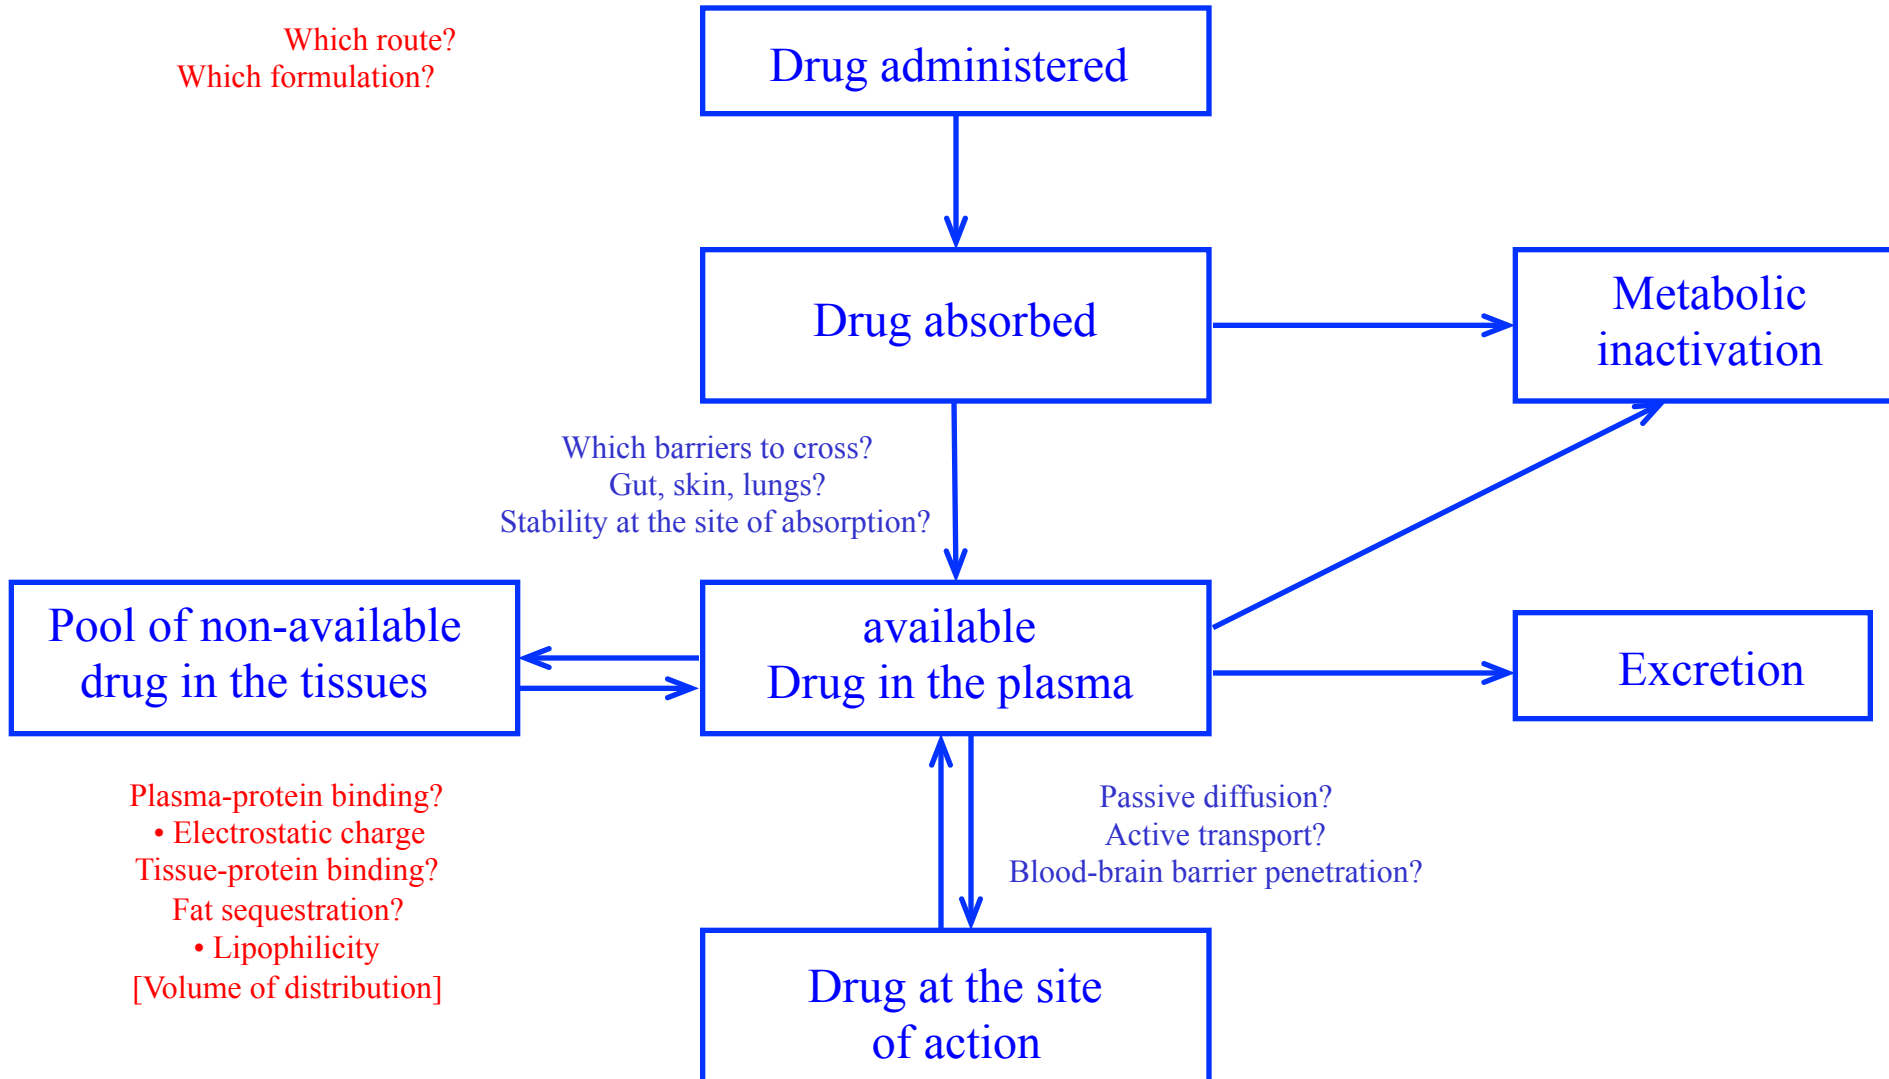 Which route?
Which formulation?
Drug administered
Drug absorbed
Metabolic
inactivation
Which barriers to cross?
Gut, skin, lungs?
Stability at the site of absorption?
Pool of non-available
drug in the tissues
available
Drug in the plasma
Excretion
Plasma-protein binding?
• Electrostatic charge
Tissue-protein binding?
Fat sequestration?
• Lipophilicity
[Volume of distribution]
Passive diffusion?
Active transport?
Blood-brain barrier penetration?
Drug at the site
of action